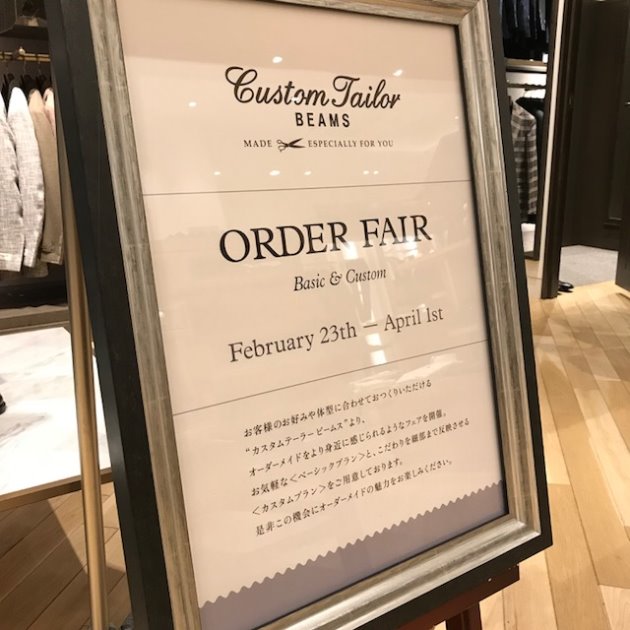 Custom Tailor
BEAMS
MADE ESPECIALLY FOR YOU
ORDER FAIR
Basic & Custom
February 23th — April 1st
お客様のお好みや体型に合わせておつくりいただける
“カスタムテーラー ビームス”より、
オーダーメイドをより身近に感じられるようなフェアを開催。
お気軽な＜ベーシックプラン＞と、こだわりを細部まで反映させる
＜カスタムプラン＞をご用意しております。
是非この機会にオーダーメイドの魅力をお楽しみください。